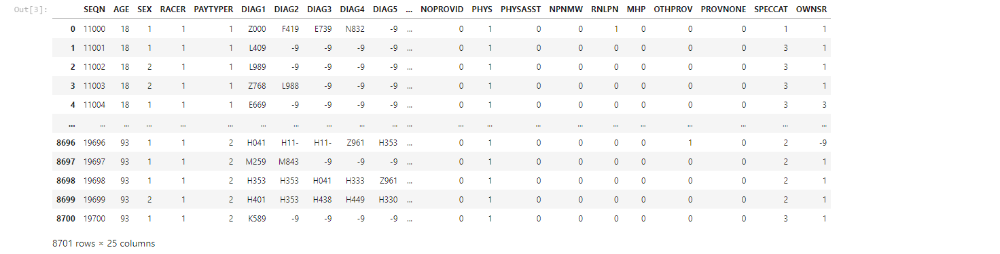 Out[3]:
SEQN AGE SEX RACER PAYTYPER DIAG1 DIAG2 DIAG3 DIAG4 DIAG5 ... NOPROVID PHYS PHYSASST NPNMW RNLPN MHP OTHPROV PROVNONE SPECCAT OWNSR
0 11000 18 1 1 1 Z000 F419 E739 N832 -9 ... 0 1 0 0 1 0 0 0 1 1
1 11001 18 1 1 1 L409 -9 -9 -9 -9 ... 0 1 0 0 0 0 0 0 3 1
2 11002 18 2 1 1 L989 -9 -9 -9 -9 ... 0 1 0 0 0 0 0 0 3 1
3 11003 18 2 1 1 Z768 L988 -9 -9 -9 ... 0 1 0 0 0 0 0 0 3 1
4 11004 18 1 1 1 E669 -9 -9 -9 -9 ... 0 1 0 0 0 0 0 0 3 3
... ... ... ... ... ... ... ... ... ... ... ... ... ... ... ... ... ... ... ... ... ...
8696 19696 93 1 1 2 H041 H11- H11- Z961 H353 ... 0 1 0 0 0 0 1 0 2 -9
8697 19697 93 1 1 2 M259 M843 -9 -9 -9 ... 0 1 0 0 0 0 0 0 2 1
8698 19698 93 1 1 2 H353 H353 H041 H333 Z961 ... 0 1 0 0 0 0 0 0 2 1
8699 19699 93 2 1 2 H401 H353 H438 H449 H330 ... 0 1 0 0 0 0 0 0 2 1
8700 19700 93 1 1 2 K589 -9 -9 -9 -9 ... 0 1 0 0 0 0 0 0 3 1
8701 rows × 25 columns